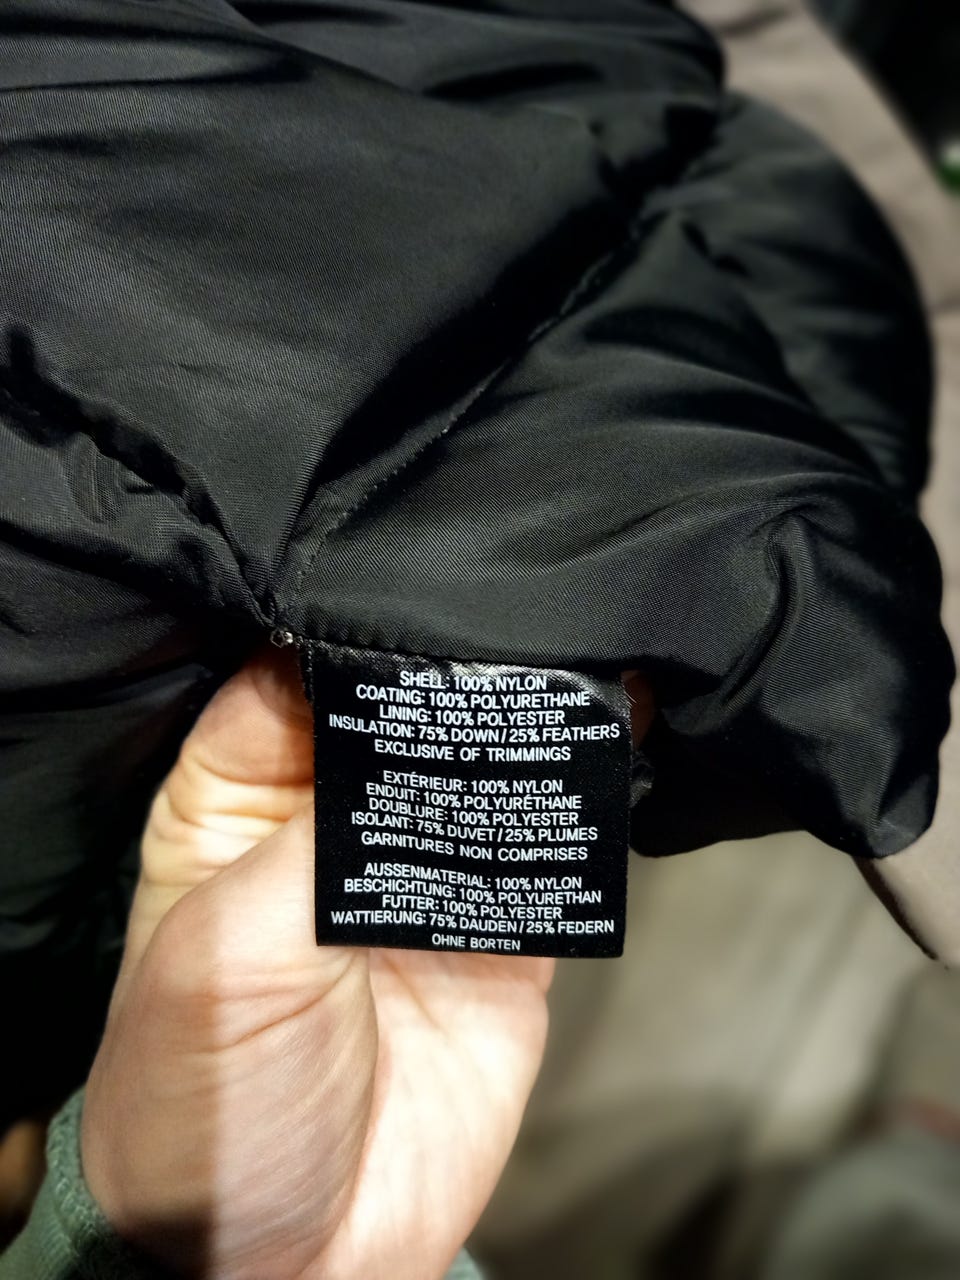 SHELL: 100% NYLON
COATING: 100% POLYURETHANE
LINING: 100% POLYESTER
INSULATION: 75% DOWN / 25% FEATHERS
EXCLUSIVE OF TRIMMINGS
EXTÉRIEUR: 100% NYLON
ENDUIT: 100% POLYURÉTHANE
DOUBLURE: 100% POLYESTER
ISOLANT: 75% DUVET / 25% PLUMES
GARNITURES NON COMPRISES
AUSSENMATERIAL: 100% NYLON
BESCHICHTUNG: 100% POLYURETHAN
FUTTER: 100% POLYESTER
WATTIERUNG: 75% DAUDEN / 25% FEDERN
OHNE BORTEN